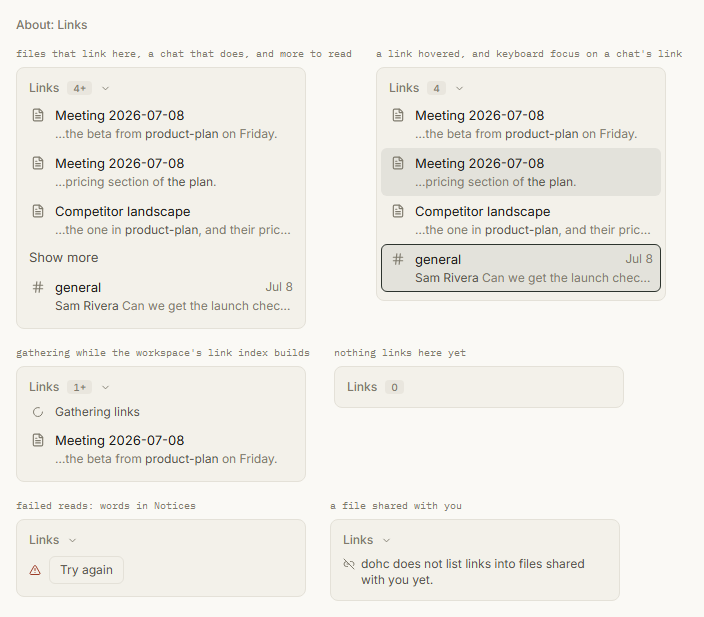 About: Links
files that link here, a chat that does, and more to read
Links 4+
Meeting 2026-07-08
...the beta from product-plan on Friday.
Meeting 2026-07-08
...pricing section of the plan.
Competitor landscape
...the one in product-plan, and their pric...
Show more
# general Jul 8
Sam Rivera Can we get the launch chec...
a link hovered, and keyboard focus on a chat's link
Links 4
Meeting 2026-07-08
...the beta from product-plan on Friday.
Meeting 2026-07-08
...pricing section of the plan.
Competitor landscape
...the one in product-plan, and their pric...
# general Jul 8
Sam Rivera Can we get the launch chec...
gathering while the workspace's link index builds
Links 1+
Gathering links
Meeting 2026-07-08
...the beta from product-plan on Friday.
nothing links here yet
Links 0
failed reads: words in Notices
Links
Try again
a file shared with you
Links
dohc does not list links into files shared
with you yet.